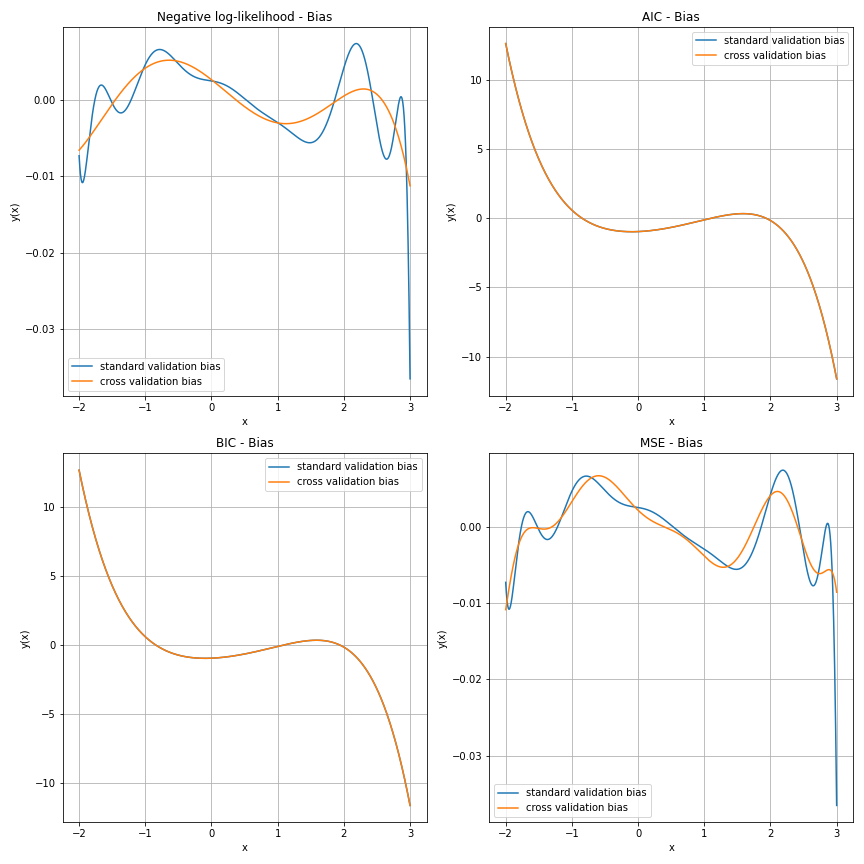 Negative log-likelihood - Bias
0.00
−0.01
−0.02
−0.03
y(x)
standard validation bias
cross validation bias
−2 −1 0 1 2 3
x
AIC - Bias
standard validation bias
cross validation bias
10
5
0
−5
−10
y(x)
−2 −1 0 1 2 3
x
BIC - Bias
standard validation bias
cross validation bias
10
5
0
−5
−10
y(x)
−2 −1 0 1 2 3
x
MSE - Bias
0.00
−0.01
−0.02
−0.03
y(x)
standard validation bias
cross validation bias
−2 −1 0 1 2 3
x